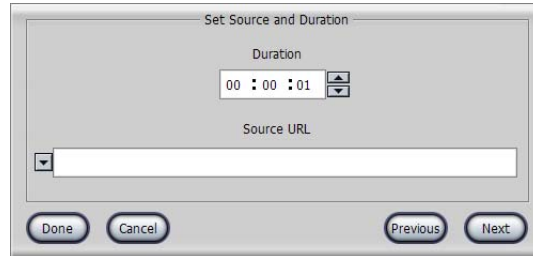 Set Source and Duration
Duration
00 : 00 : 01
Source URL
Done Cancel Previous Next